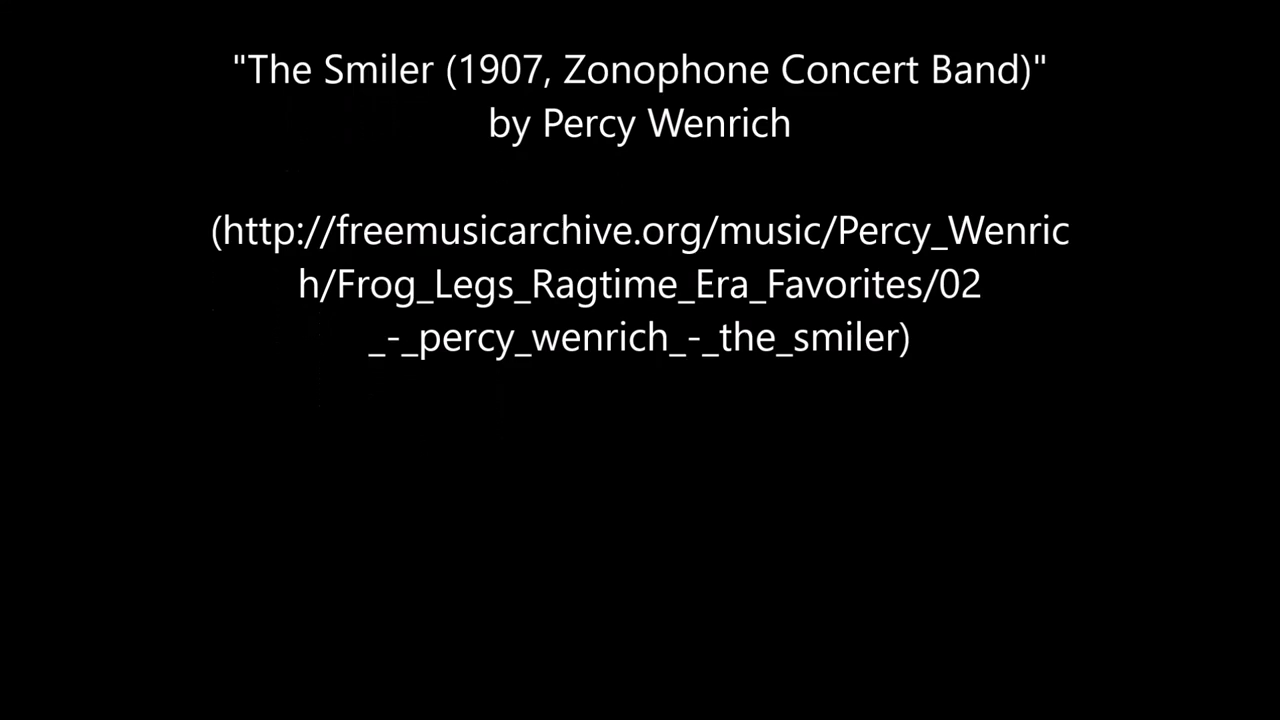 "The Smiler (1907, Zonophone Concert Band)"
by Percy Wenrich
(http://freemusicarchive.org/music/Percy_Wenric
h/Frog_Legs_Ragtime_Era_Favorites/02
_-_percy_wenrich_-_the_smiler)